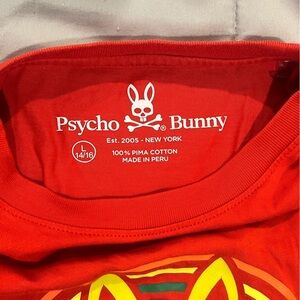 Psycho Bunny
Est. 2005 - NEW YORK
L
14/16
100% PIMA COTTON
MADE IN PERU